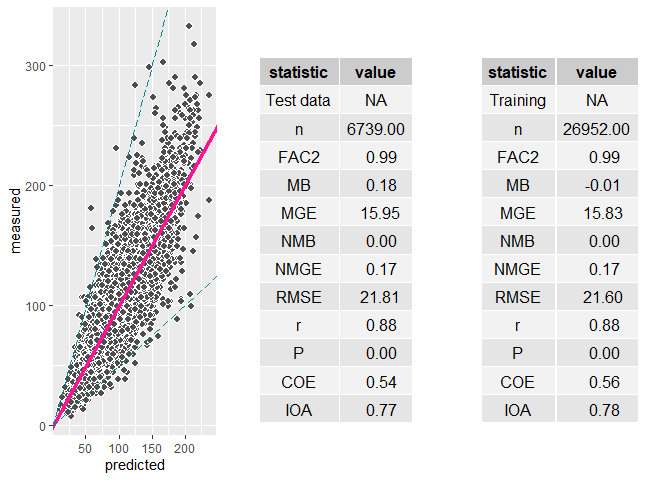 300
200
100
0
measured
50
100
150
200
predicted
statistic value
Test data NA
n 6739.00
FAC2 0.99
MB 0.18
MGE 15.95
NMB 0.00
NMGE 0.17
RMSE 21.81
r 0.88
P 0.00
COE 0.54
IOA 0.77
statistic value
Training NA
n 26952.00
FAC2 0.99
MB -0.01
MGE 15.83
NMB 0.00
NMGE 0.17
RMSE 21.60
r 0.88
P 0.00
COE 0.56
IOA 0.78